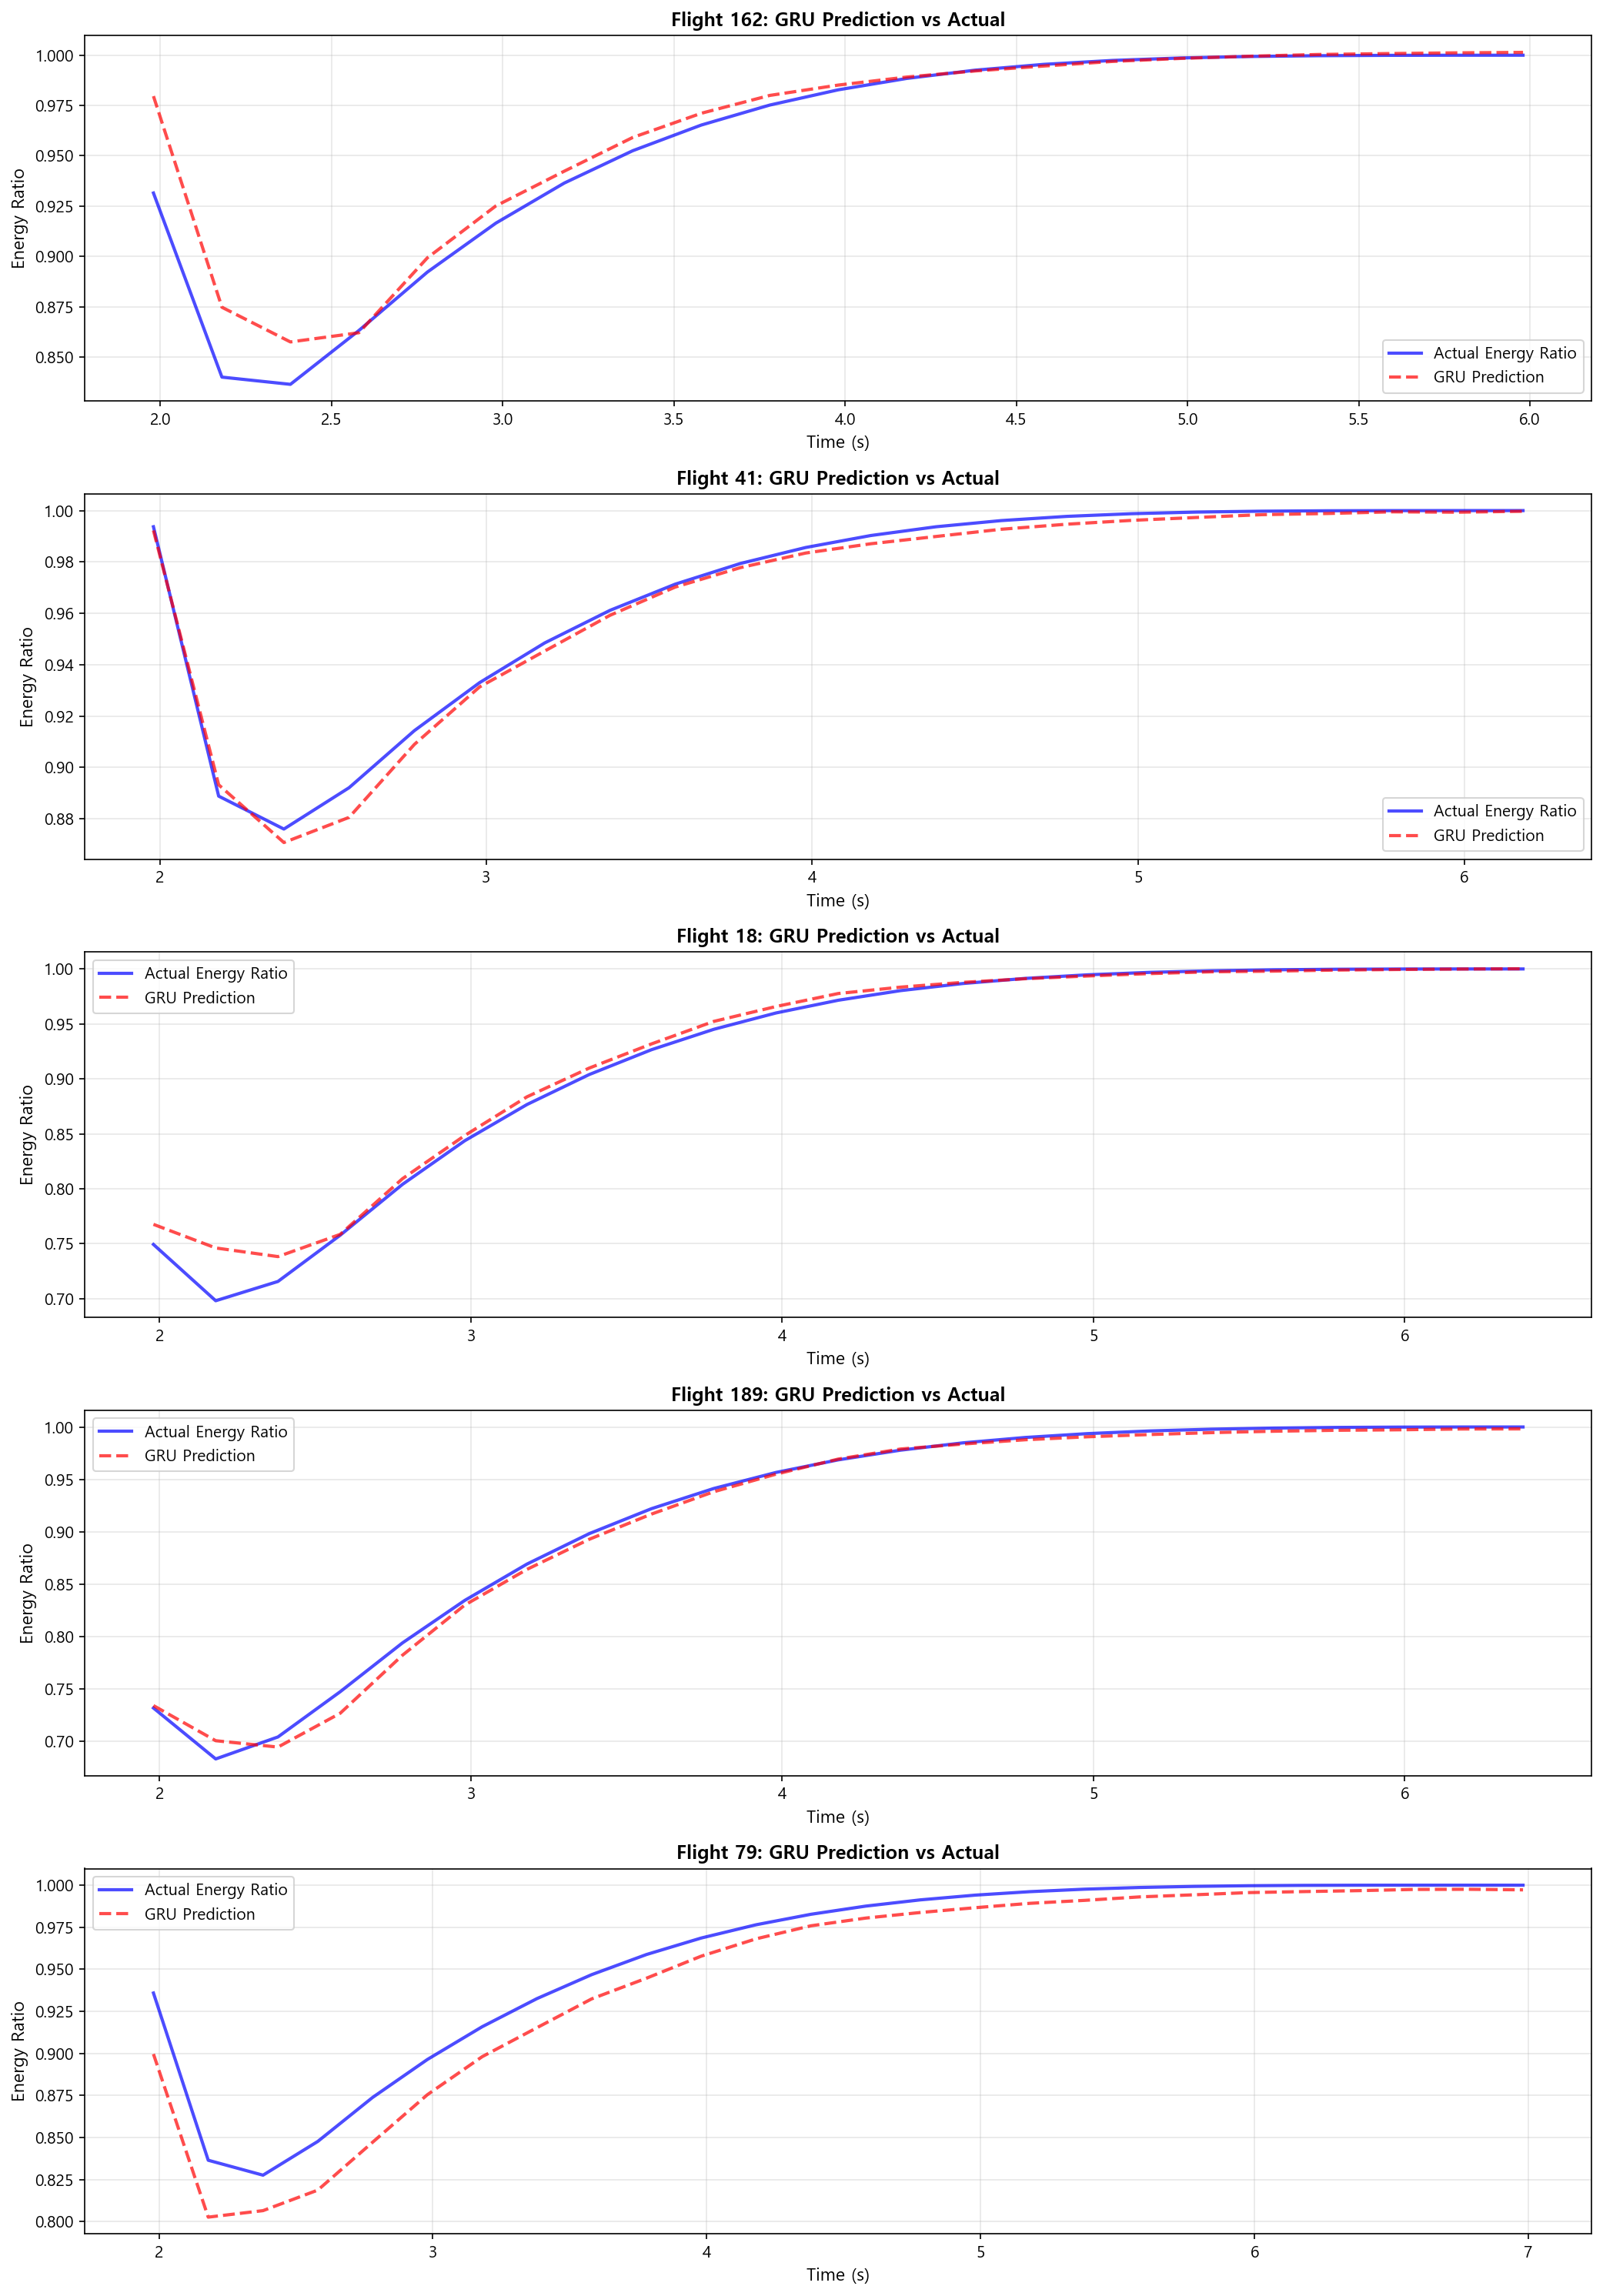 Flight 162: GRU Prediction vs Actual
1.000
0.975
0.950
0.925
0.900
0.875
0.850
Energy Ratio
Actual Energy Ratio
GRU Prediction
2.0 2.5 3.0 3.5 4.0 4.5 5.0 5.5 6.0
Time (s)
Flight 41: GRU Prediction vs Actual
1.00
0.98
0.96
0.94
0.92
0.90
0.88
Energy Ratio
Actual Energy Ratio
GRU Prediction
2 3 4 5 6
Time (s)
Flight 18: GRU Prediction vs Actual
Actual Energy Ratio
GRU Prediction
1.00
0.95
0.90
0.85
0.80
0.75
0.70
Energy Ratio
2 3 4 5 6
Time (s)
Flight 189: GRU Prediction vs Actual
Actual Energy Ratio
GRU Prediction
1.00
0.95
0.90
0.85
0.80
0.75
0.70
Energy Ratio
2 3 4 5 6
Time (s)
Flight 79: GRU Prediction vs Actual
Actual Energy Ratio
GRU Prediction
1.000
0.975
0.950
0.925
0.900
0.875
0.850
0.825
0.800
Energy Ratio
2 3 4 5 6 7
Time (s)